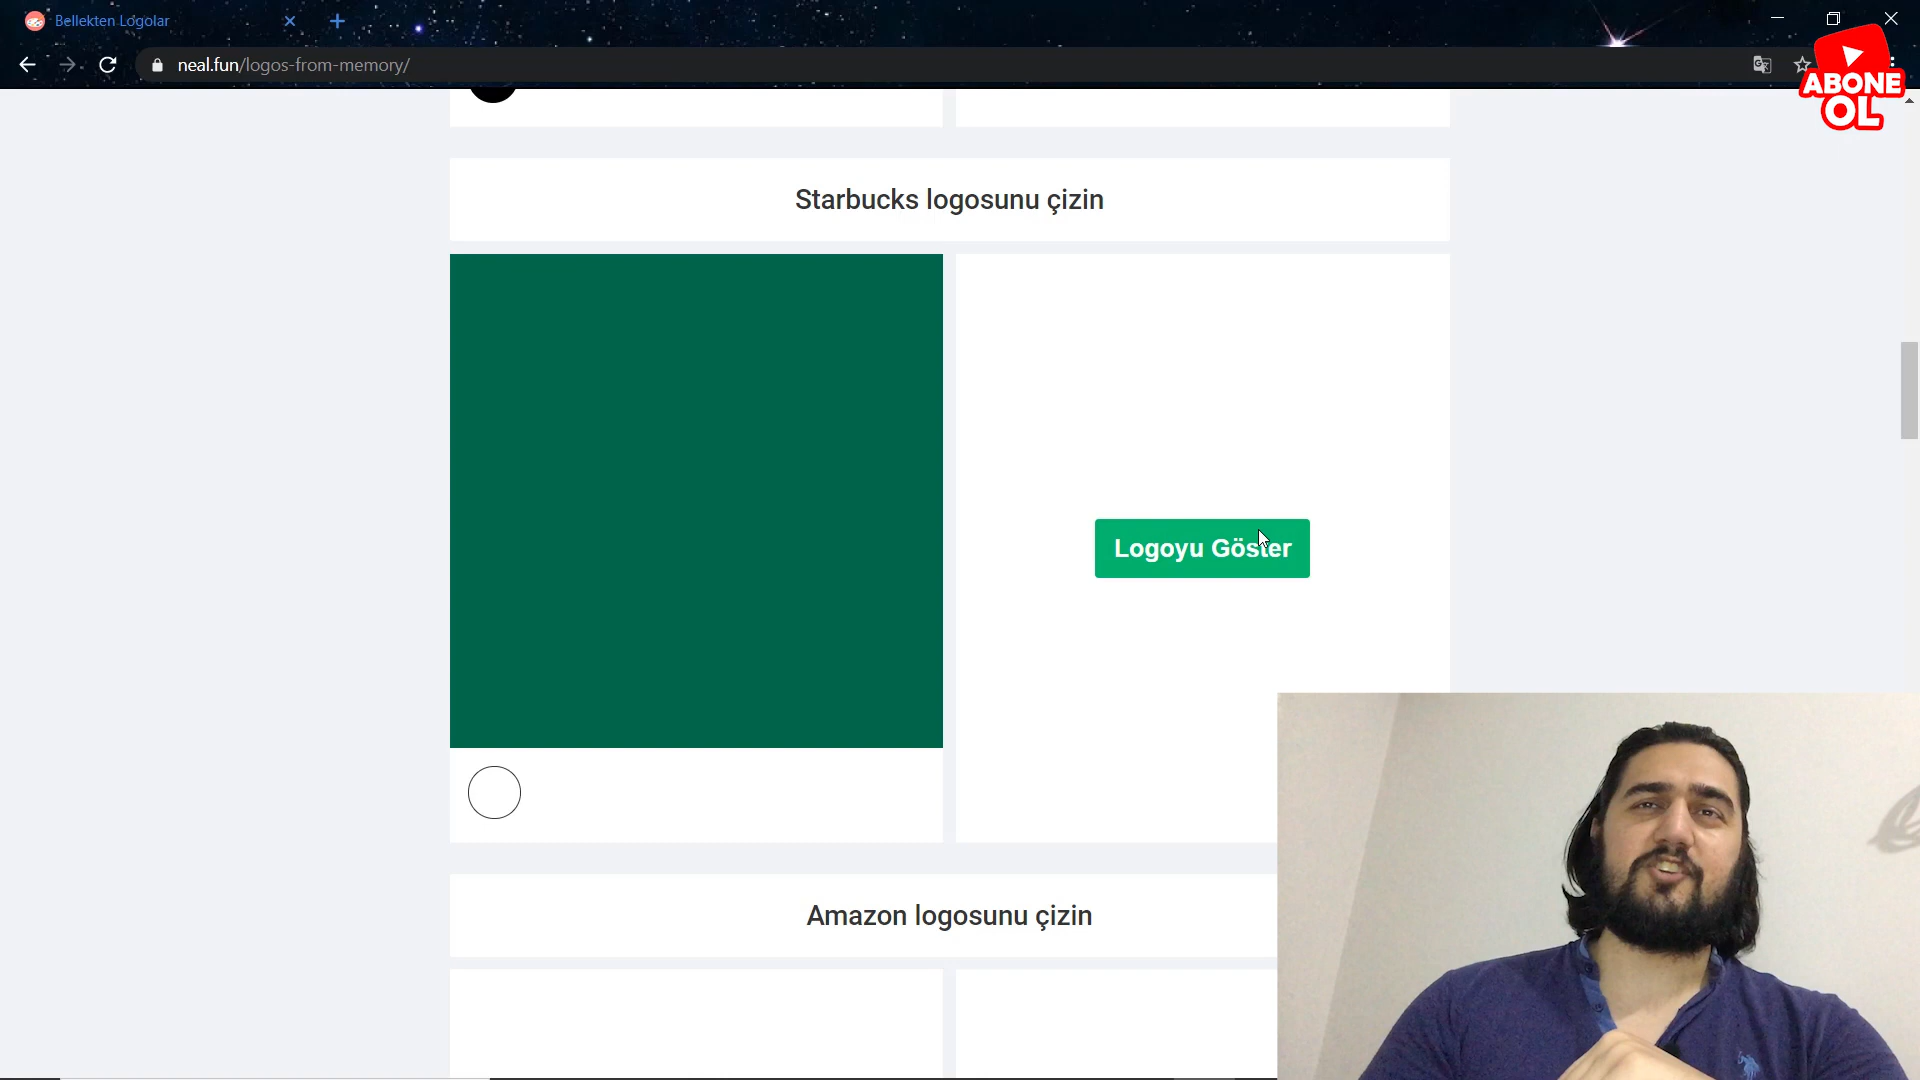 Bellekten Logolar
neal.fun/logos-from-memory/
ABONE
OL
Starbucks logosunu çizin
Logoyu Göster
Amazon logosunu çizin